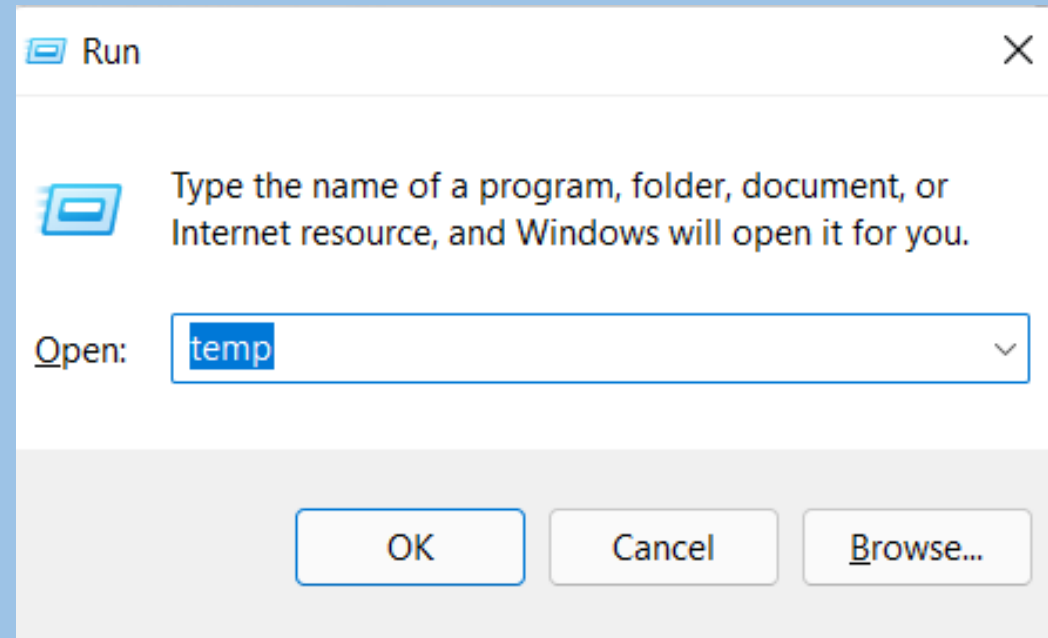 Run
Type the name of a program, folder, document, or
Internet resource, and Windows will open it for you.
Open: temp
OK Cancel Browse...